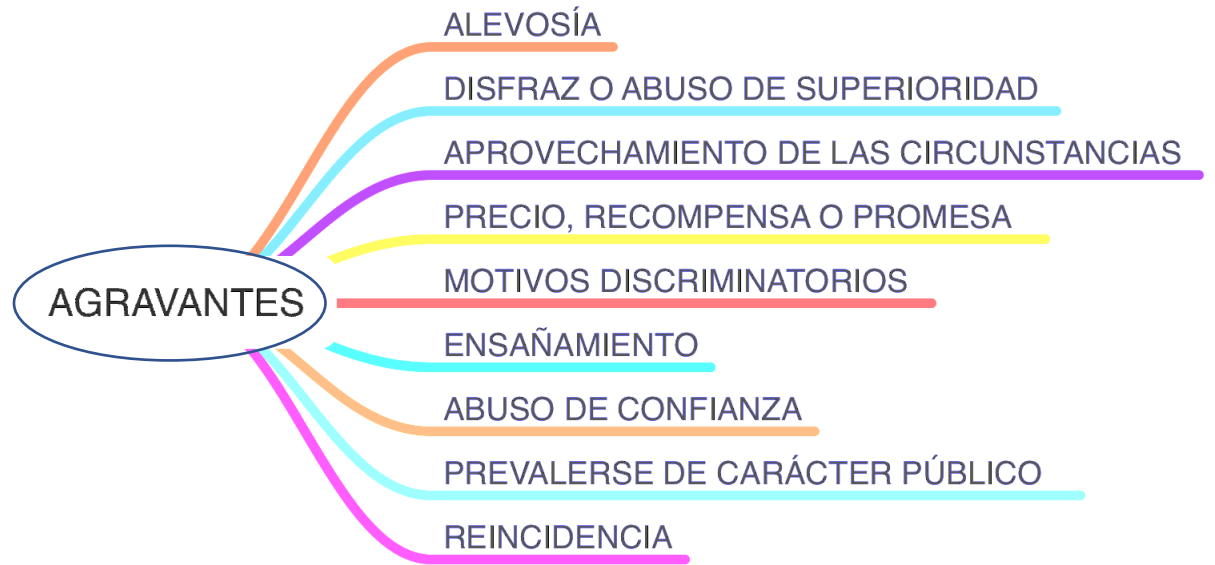 ALEVOSÍA
DISFRAZ O ABUSO DE SUPERIORIDAD
APROVECHAMIENTO DE LAS CIRCUNSTANCIAS
PRECIO, RECOMPENSA O PROMESA
MOTIVOS DISCRIMINATORIOS
AGRAVANTES
ENSAÑAMIENTO
ABUSO DE CONFIANZA
PREVALERSE DE CARÁCTER PÚBLICO
REINCIDENCIA